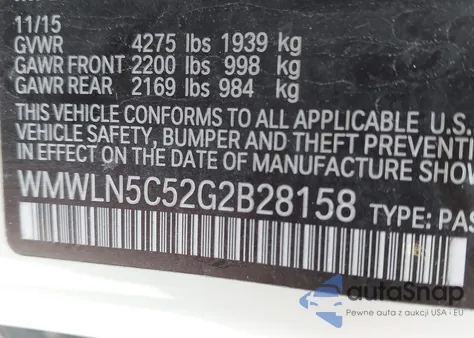 11/15
GVWR 4275 lbs 1939 kg
GAWR FRONT 2200 lbs 998 kg
GAWR REAR 2169 lbs 984 kg
THIS VEHICLE CONFORMS TO ALL APPLICABLE U.S.
VEHICLE SAFETY, BUMPER AND THEFT PREVENTI
IN EFFECT ON THE DATE OF MANUFACTURE SHO
WMWLN5C52G2B28158 TYPE: PAS
autoSnap
Pewne auta z aukcji USA i EU